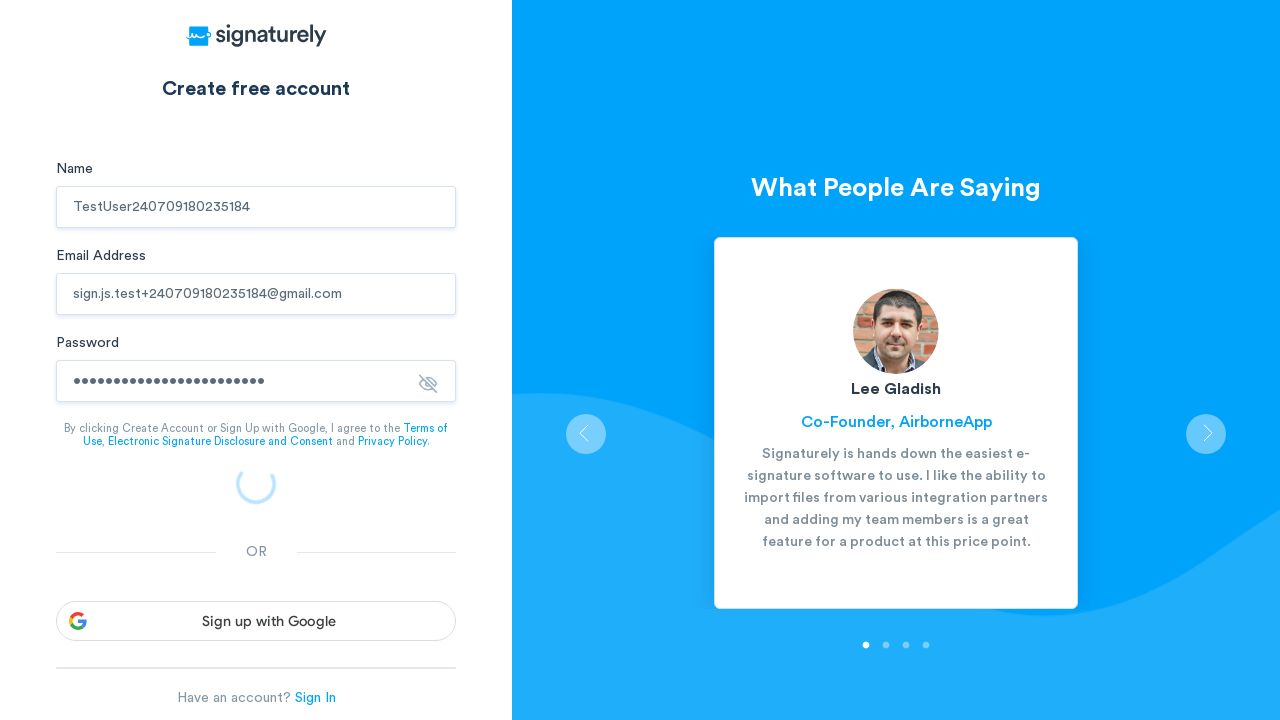 signaturely
Create free account
Name
TestUser240709180235184
Email Address
sign.js.test+240709180235184@gmail.com
Password
By clicking Create Account or Sign Up with Google, I agree to the Terms of
Use, Electronic Signature Disclosure and Consent and Privacy Policy.
OR
Sign up with Google
Have an account? Sign In
What People Are Saying
Lee Gladish
Co-Founder, AirborneApp
Signaturely is hands down the easiest e-
signature software to use. I like the ability to
import files from various integration partners
and adding my team members is a great
feature for a product at this price point.